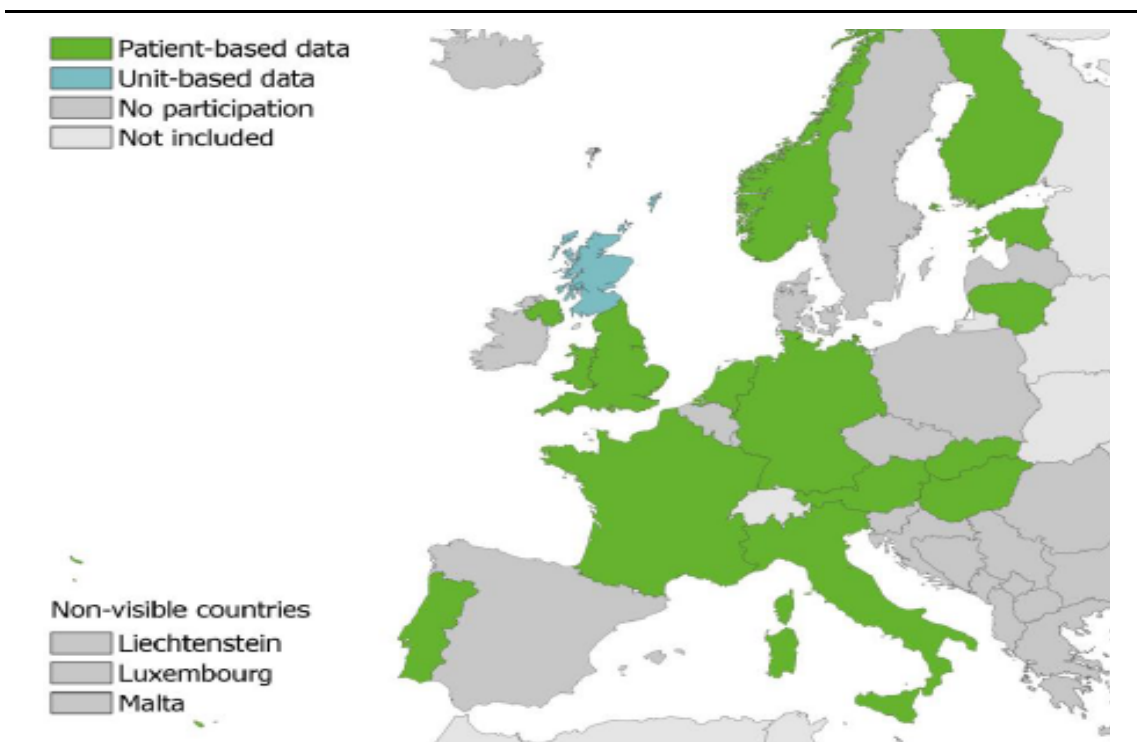 Patient-based data
Unit-based data
No participation
Not included
Non-visible countries
Liechtenstein
Luxembourg
Malta